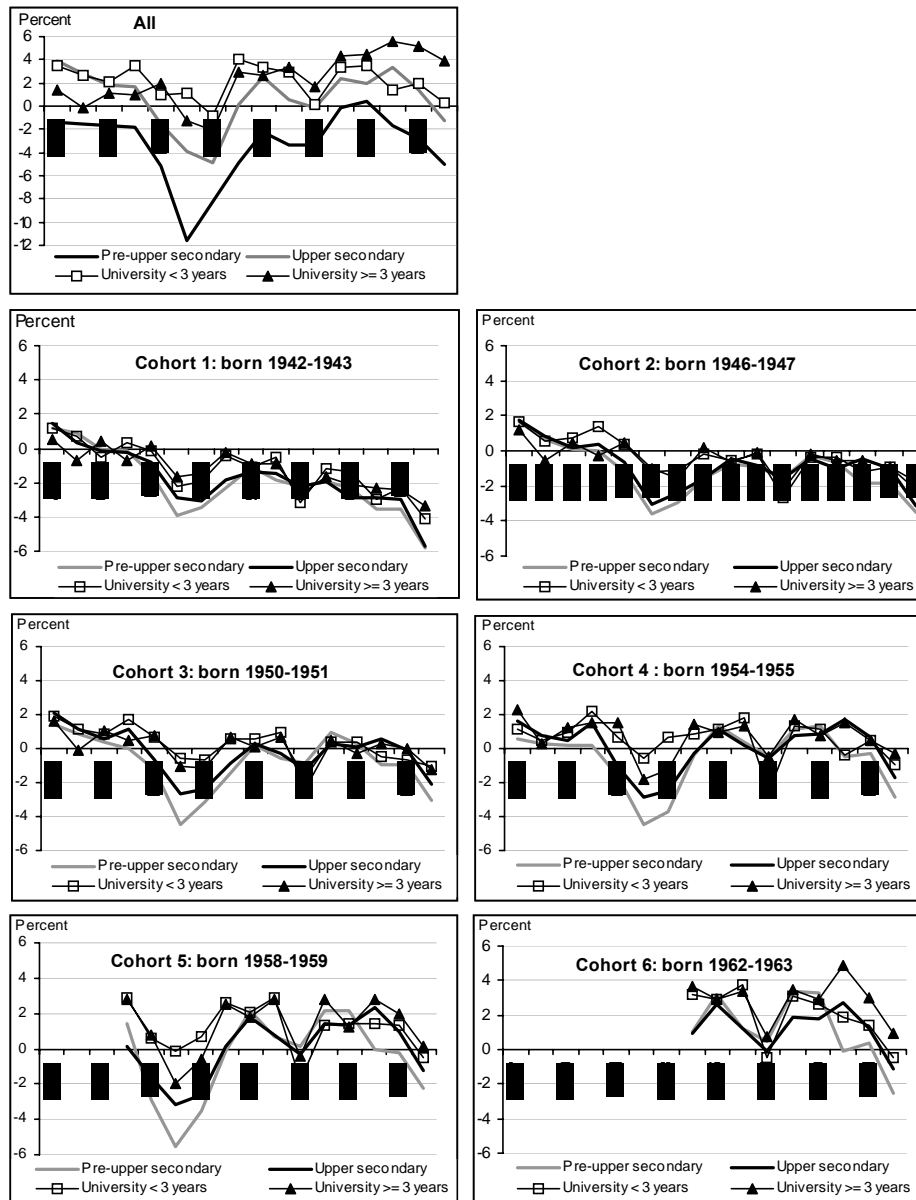 Percent
All
6
4
2
0
-2
-4
-6
-8
-10
-12
Pre-upper secondary Upper secondary
University < 3 years University >= 3 years
Percent
Cohort 1: born 1942-1943
6
4
2
0
-2
-4
-6
Pre-upper secondary Upper secondary
University < 3 years University >= 3 years
Percent
Cohort 2: born 1946-1947
6
4
2
0
-2
-4
-6
Pre-upper secondary Upper secondary
University < 3 years University >= 3 years
Percent
Cohort 3: born 1950-1951
6
4
2
0
-2
-4
-6
Pre-upper secondary Upper secondary
University < 3 years University >= 3 years
Percent
Cohort 4 : born 1954-1955
6
4
2
0
-2
-4
-6
Pre-upper secondary Upper secondary
University < 3 years University >= 3 years
Percent
Cohort 5: born 1958-1959
6
4
2
0
-2
-4
-6
Pre-upper secondary Upper secondary
University < 3 years University >= 3 years
Percent
Cohort 6: born 1962-1963
6
4
2
0
-2
-4
-6
Pre-upper secondary Upper secondary
University < 3 years University >= 3 years